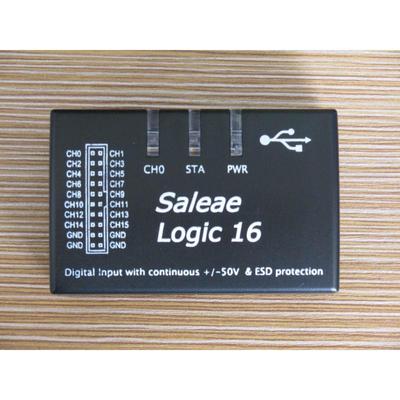 CH0 CH1
CH2 CH3
CH4 CH5
CH6 CH7
CH8 CH9
CH10 CH11
CH12 CH13
CH14 CH15
GND GND
GND GND
CH0 STA PWR
Saleae
Logic 16
Digital Input with continuous +/-50V & ESD protection